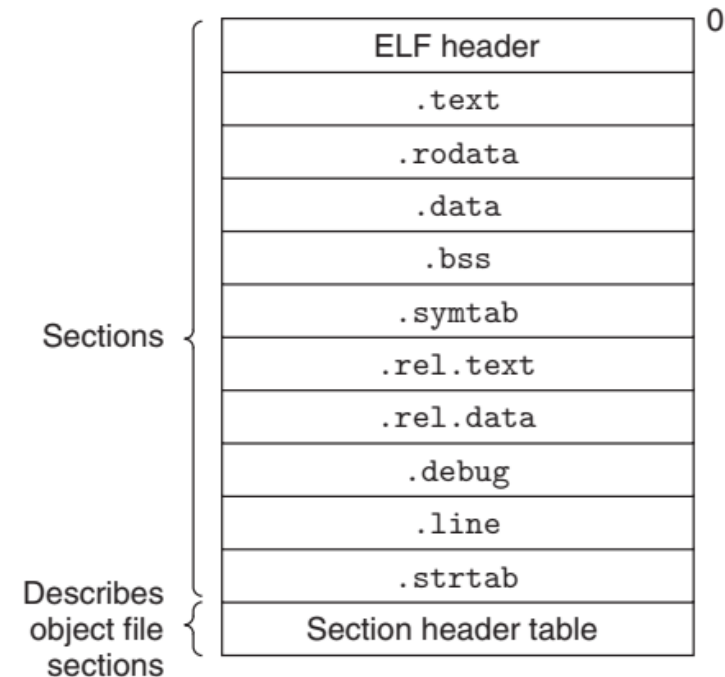 0
ELF header
.text
.rodata
.data
.bss
.symtab
Sections
.rel.text
.rel.data
.debug
.line
.strtab
Describes
object file
sections
Section header table